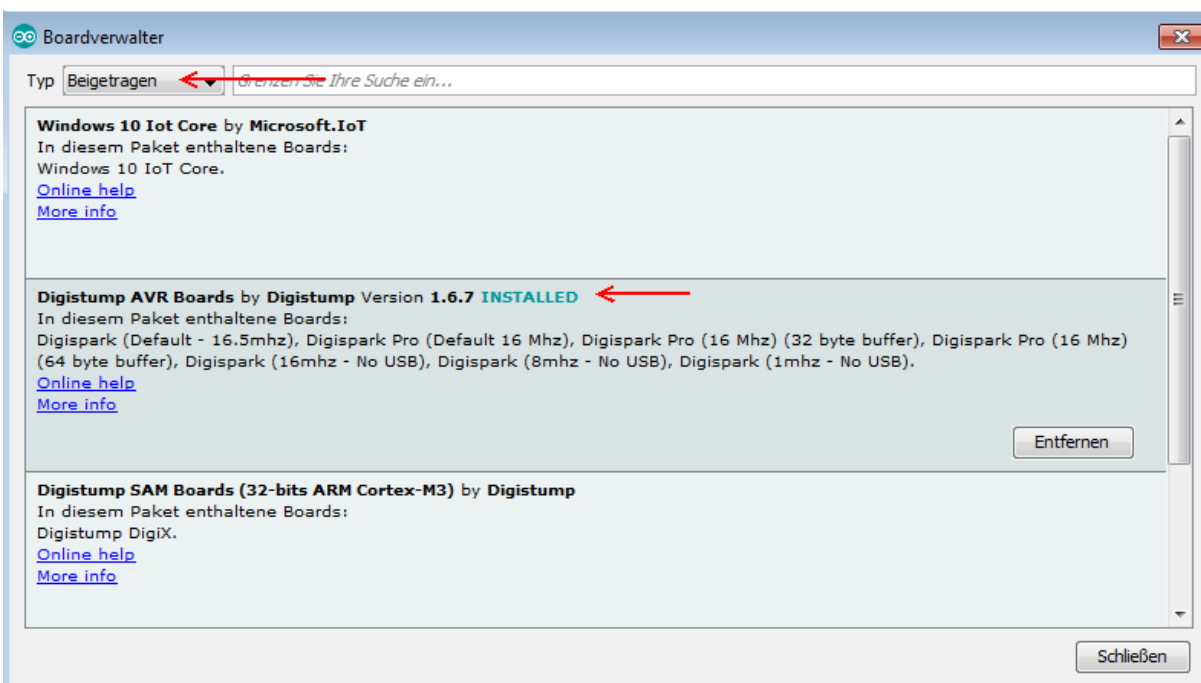 Boardverwalter
Typ Beigetragen Grenzen Sie Ihre Suche ein...
Windows 10 Iot Core by Microsoft.IoT
In diesem Paket enthaltene Boards:
Windows 10 IoT Core.
Online help
More info
Digistump AVR Boards by Digistump Version 1.6.7 INSTALLED
In diesem Paket enthaltene Boards:
Digispark (Default - 16.5mhz), Digispark Pro (Default 16 Mhz), Digispark Pro (16 Mhz) (32 byte buffer), Digispark Pro (16 Mhz)
(64 byte buffer), Digispark (16mhz - No USB), Digispark (8mhz - No USB), Digispark (1mhz - No USB).
Online help
More info
Entfernen
Digistump SAM Boards (32-bits ARM Cortex-M3) by Digistump
In diesem Paket enthaltene Boards:
Digistump DigiX.
Online help
More info
Schließen